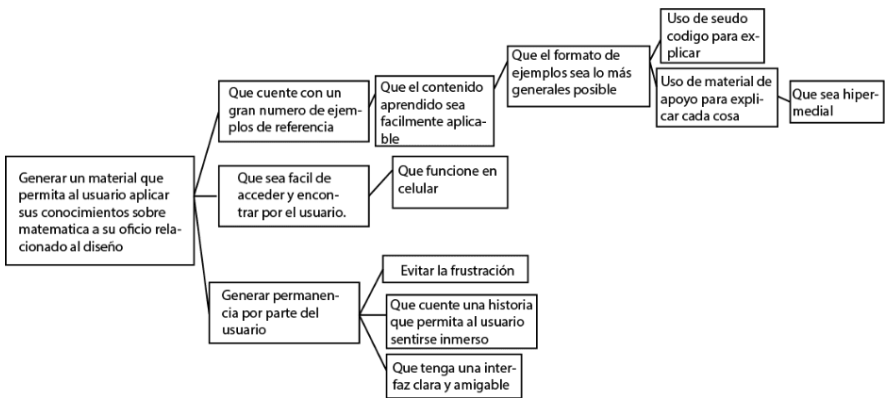 Generar un material que
permita al usuario aplicar
sus conocimientos sobre
matematica a su oficio rela-
cionado al diseño
Que cuente con un
gran numero de ejem-
plos de referencia
Que el contenido
aprendido sea
facilmente aplica-
ble
Que el formato de
ejemplos sea lo más
generales posible
Uso de seudo
codigo para ex-
plicar
Uso de material de
apoyo para expli-
car cada cosa
Que sea hiper-
medial
Que sea facil de
acceder y encon-
trar por el usuario.
Que funcione en
celular
Generar permanen-
cia por parte del
usuario
Evitar la frustración
Que cuente una historia
que permita al usuario
sentirse inmerso
Que tenga una inter-
faz clara y amigable